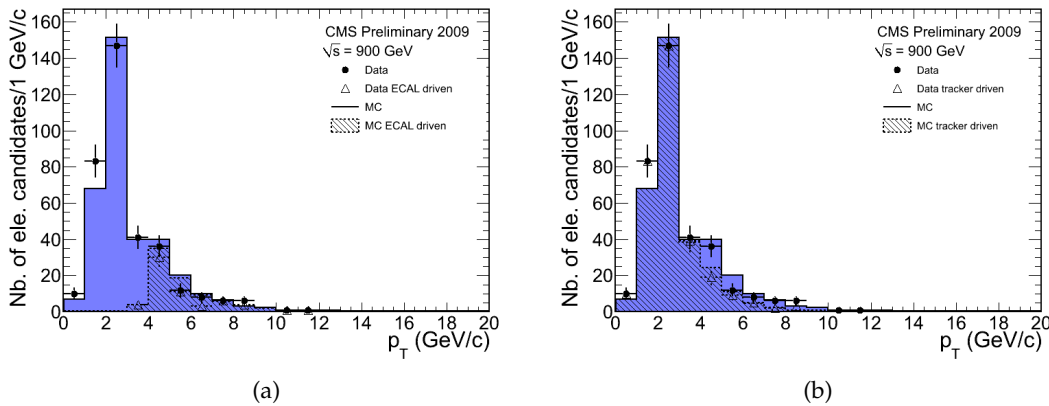 Nb. of ele. candidates/1 GeV/c
160
140
120
100
80
60
40
20
0
0 2 4 6 8 10 12 14 16 18 20
p_T (GeV/c)
CMS Preliminary 2009
√s = 900 GeV
Data
Data ECAL driven
MC
MC ECAL driven
(a)
Nb. of ele. candidates/1 GeV/c
160
140
120
100
80
60
40
20
0
0 2 4 6 8 10 12 14 16 18 20
p_T (GeV/c)
CMS Preliminary 2009
√s = 900 GeV
Data
Data tracker driven
MC
MC tracker driven
(b)